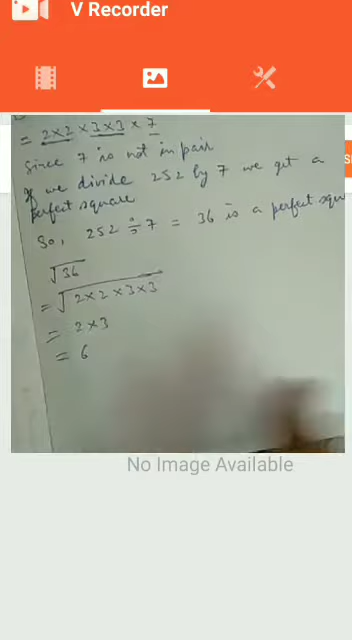 V Recorder
= 2×2 × 3×3 × 7
Since 7 is not in pair
If we divide 252 by 7 we get a
perfect square
So, 252 ÷ 7 = 36 is a perfect squ
√36
= √2×2×3×3
= 2×3
= 6
No Image Available